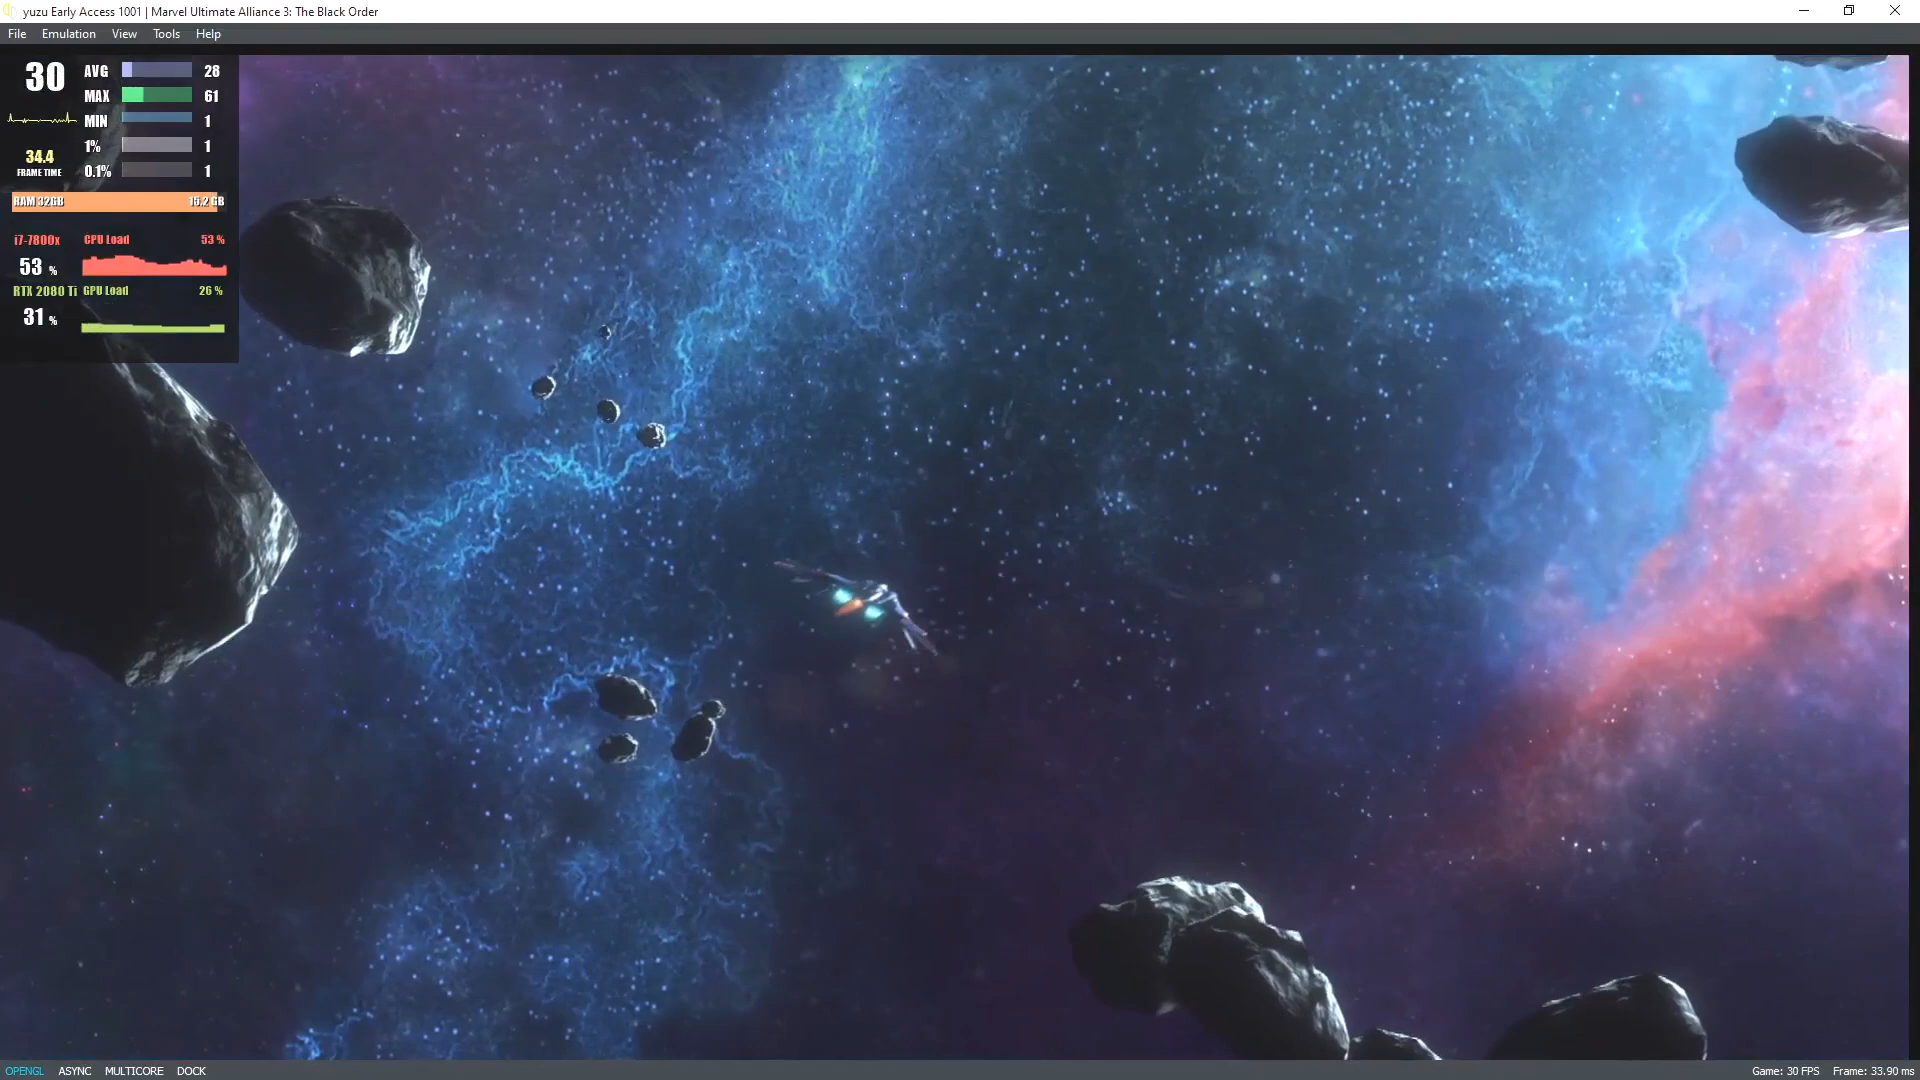 yuzu Early Access 1001 | Marvel Ultimate Alliance 3: The Black Order
File Emulation View Tools Help
30 AVG 28
MAX 61
MIN 1
1% 1
34.4 FRAME TIME
0.1% 1
RAM 32GB 15.2 GB
i7-7800x CPU Load 53 %
53 %
RTX 2080 Ti GPU Load 26 %
31 %
OPENGL ASYNC MULTICORE DOCK Game: 30 FPS Frame: 33.90 ms